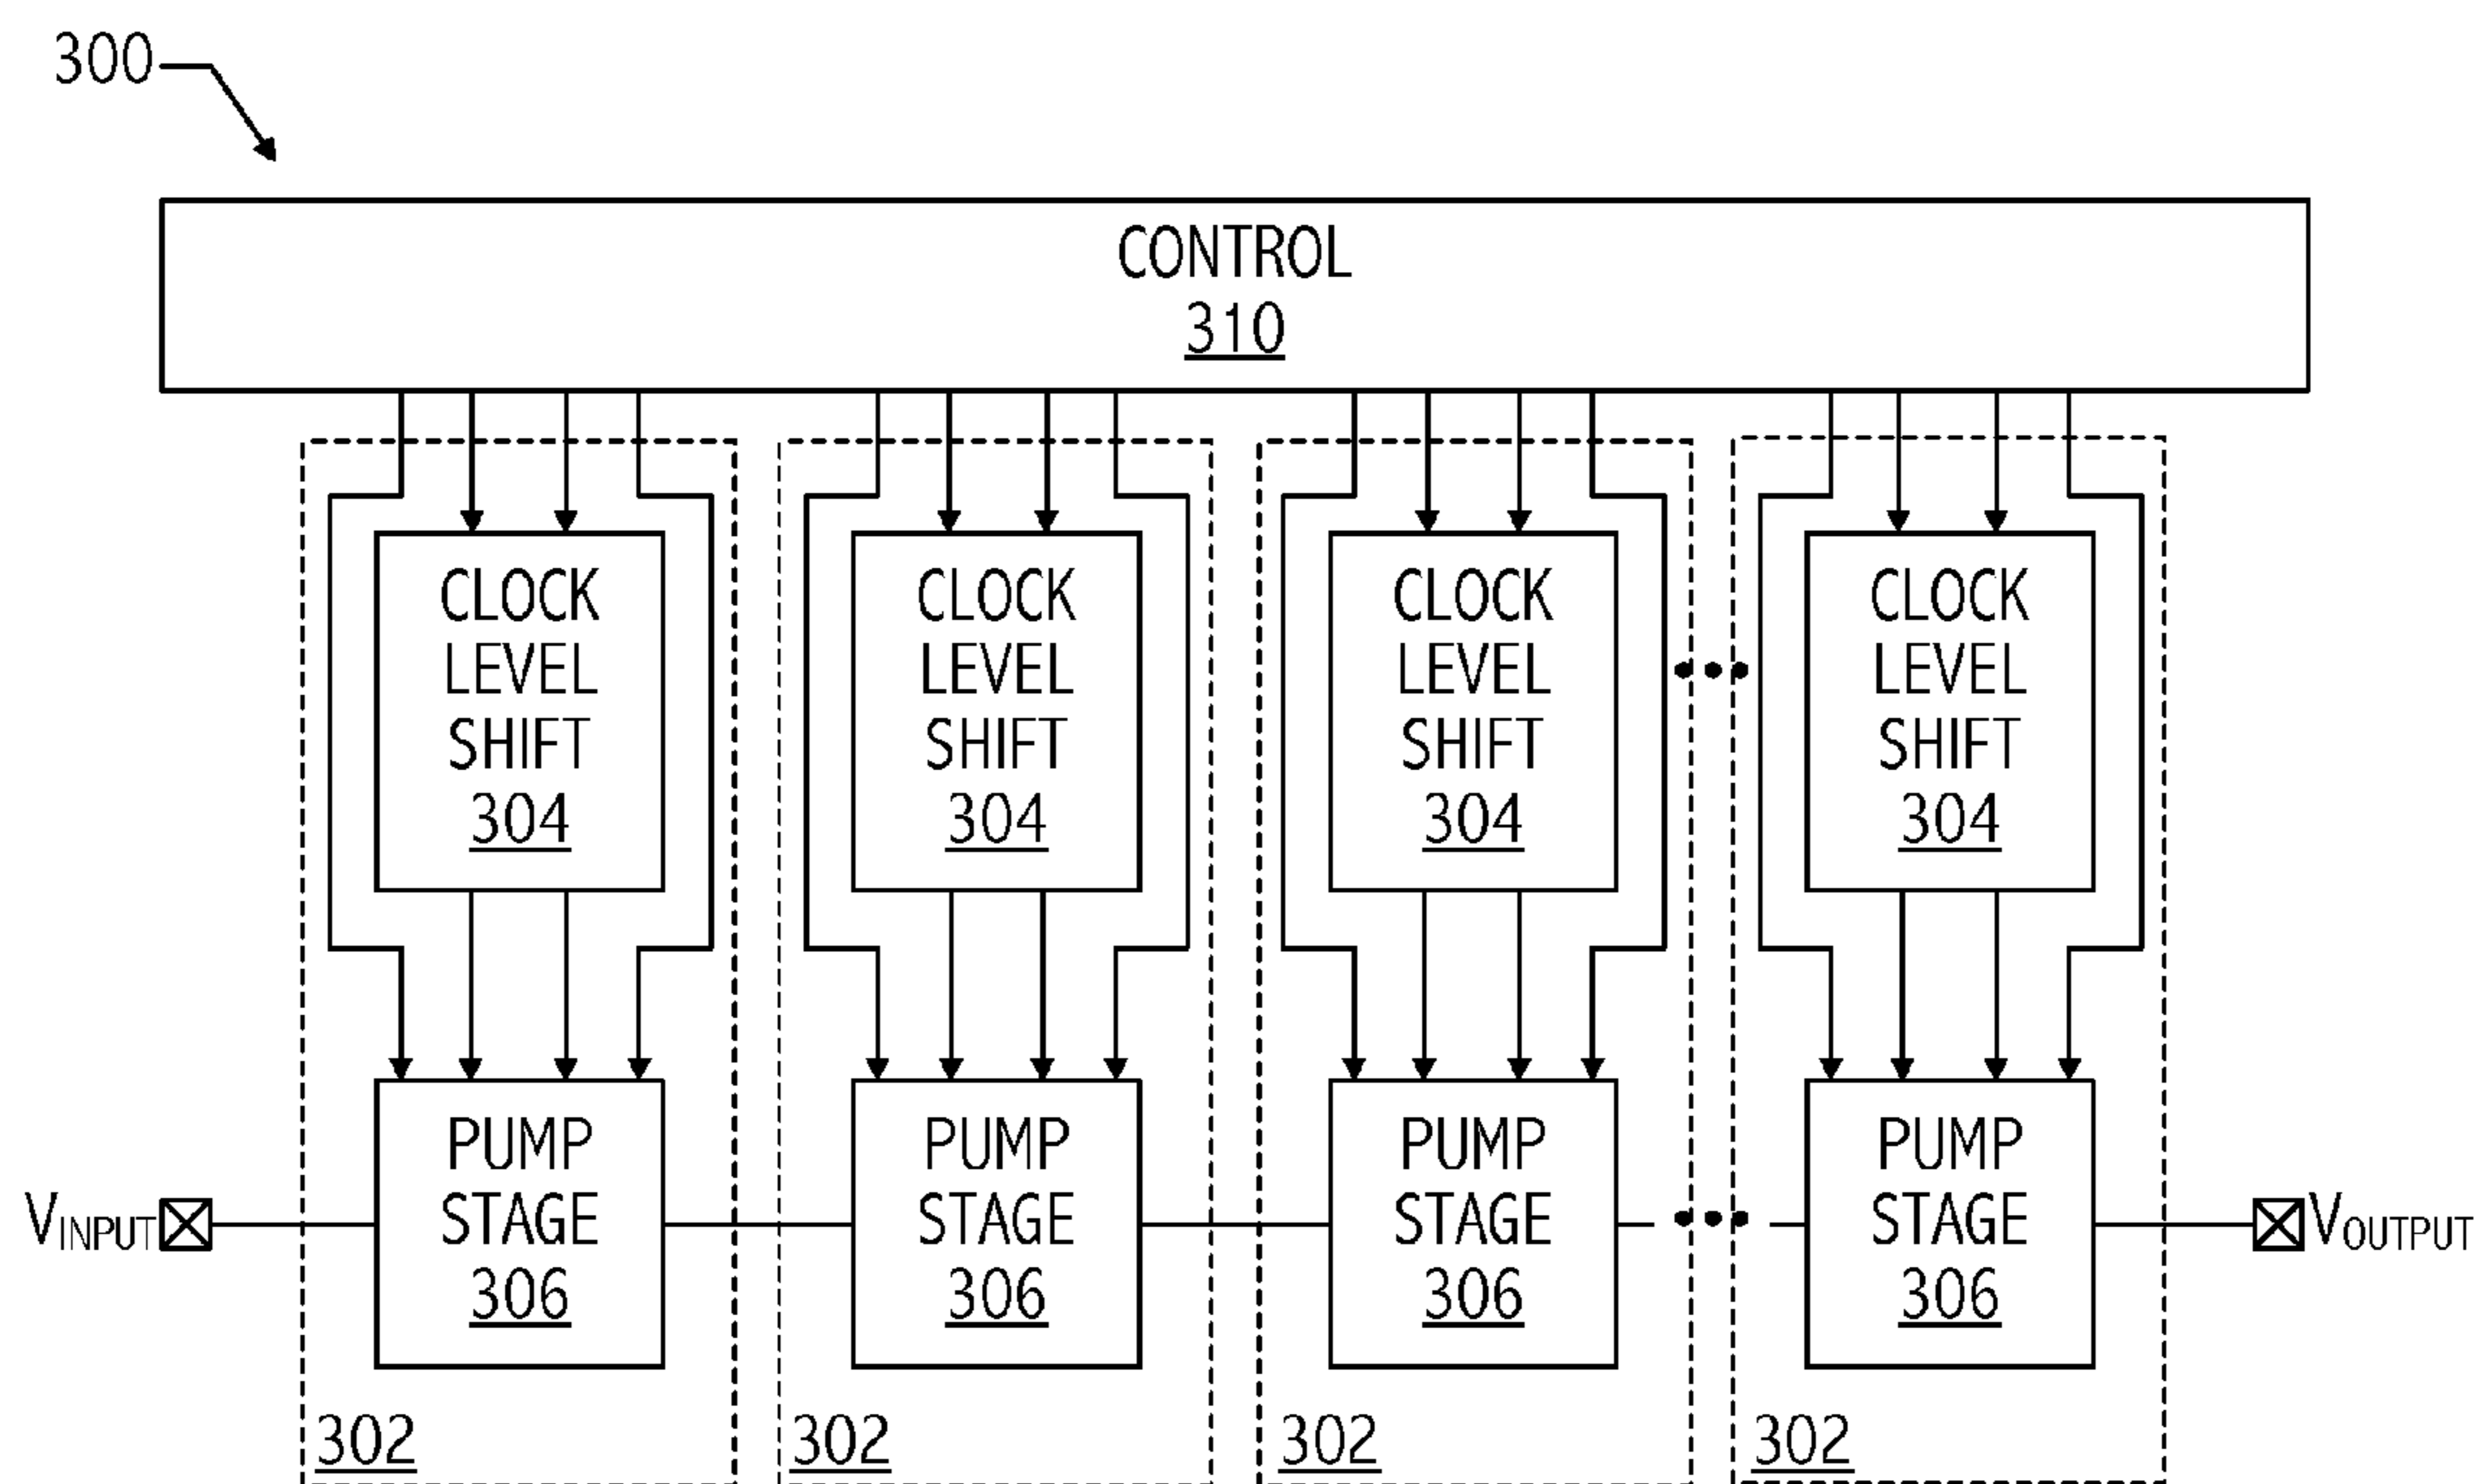 300
CONTROL
310
CLOCK
LEVEL
SHIFT
304
CLOCK
LEVEL
SHIFT
304
CLOCK
LEVEL
SHIFT
304
CLOCK
LEVEL
SHIFT
304
VINPUT
PUMP
STAGE
306
PUMP
STAGE
306
PUMP
STAGE
306
PUMP
STAGE
306
VOUTPUT
302
302
302
302